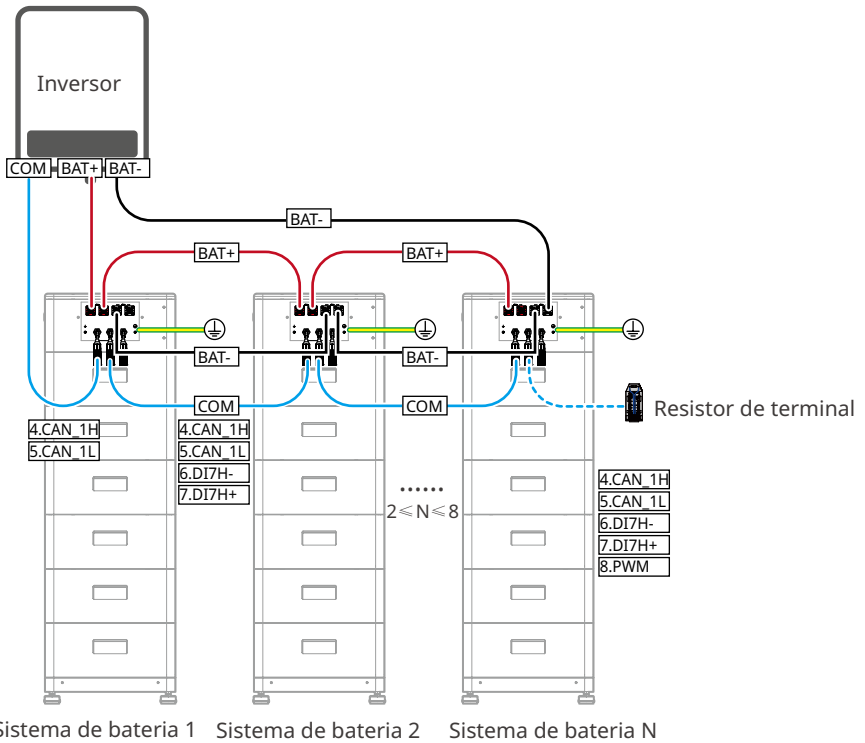 Inversor
COM BAT+ BAT-
BAT-
BAT+ BAT+
BAT- BAT-
COM COM
Resistor de terminal
4.CAN_1H
5.CAN_1L
4.CAN_1H
5.CAN_1L
6.DI7H-
7.DI7H+
......
2≤N≤8
4.CAN_1H
5.CAN_1L
6.DI7H-
7.DI7H+
8.PWM
Sistema de bateria 1 Sistema de bateria 2 Sistema de bateria N